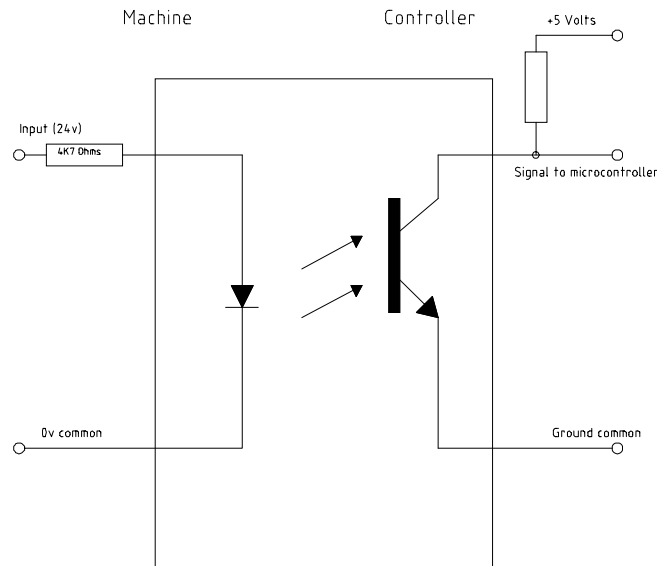 Machine
Controller
+5 Volts
Input (24v)
4K7 Ohms
Signal to microcontroller
0v common
Ground common